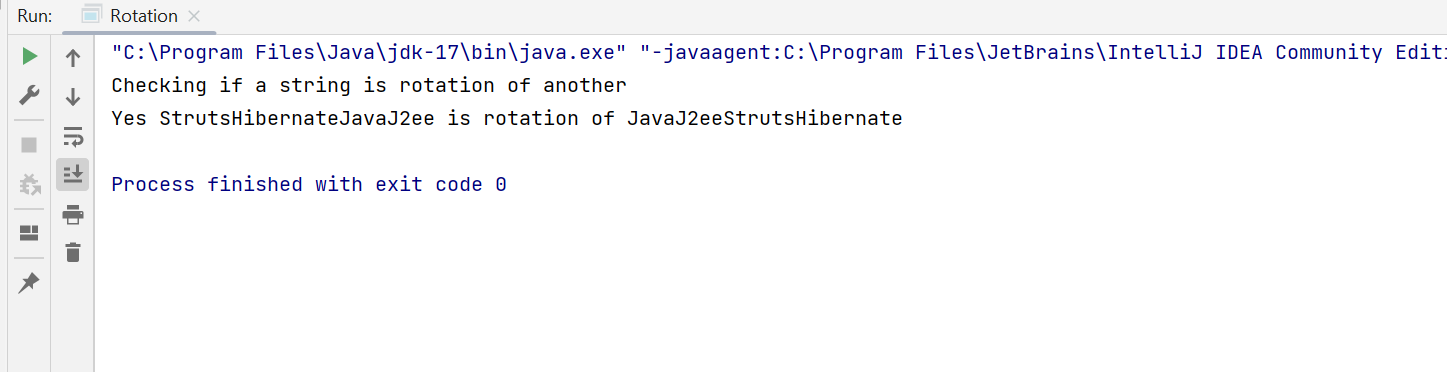 Run: Rotation
"C:\Program Files\Java\jdk-17\bin\java.exe" "-javaagent:C:\Program Files\JetBrains\IntelliJ IDEA Community Editi
Checking if a string is rotation of another
Yes StrutsHibernateJavaJ2ee is rotation of JavaJ2eeStrutsHibernate
Process finished with exit code 0